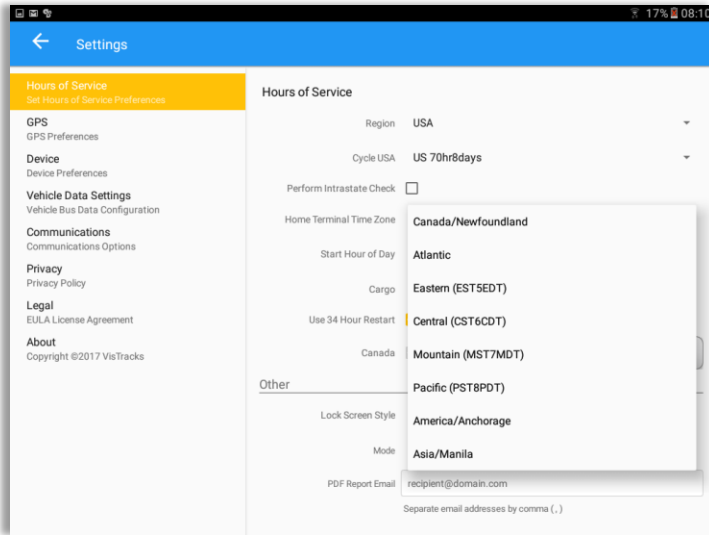 17% 08:10
Settings
Hours of Service
Set Hours of Service Preferences
GPS
GPS Preferences
Device
Device Preferences
Vehicle Data Settings
Vehicle Bus Data Configuration
Communications
Communications Options
Privacy
Privacy Policy
Legal
EULA License Agreement
About
Copyright ©2017 VisTracks
Hours of Service
Region USA
Cycle USA US 70hr8days
Perform Intrastate Check
Home Terminal Time Zone
Start Hour of Day
Cargo
Use 34 Hour Restart
Canada
Canada/Newfoundland
Atlantic
Eastern (EST5EDT)
Central (CST6CDT)
Mountain (MST7MDT)
Pacific (PST8PDT)
America/Anchorage
Asia/Manila
Other
Lock Screen Style
Mode
PDF Report Email recipient@domain.com
Separate email addresses by comma ( , )